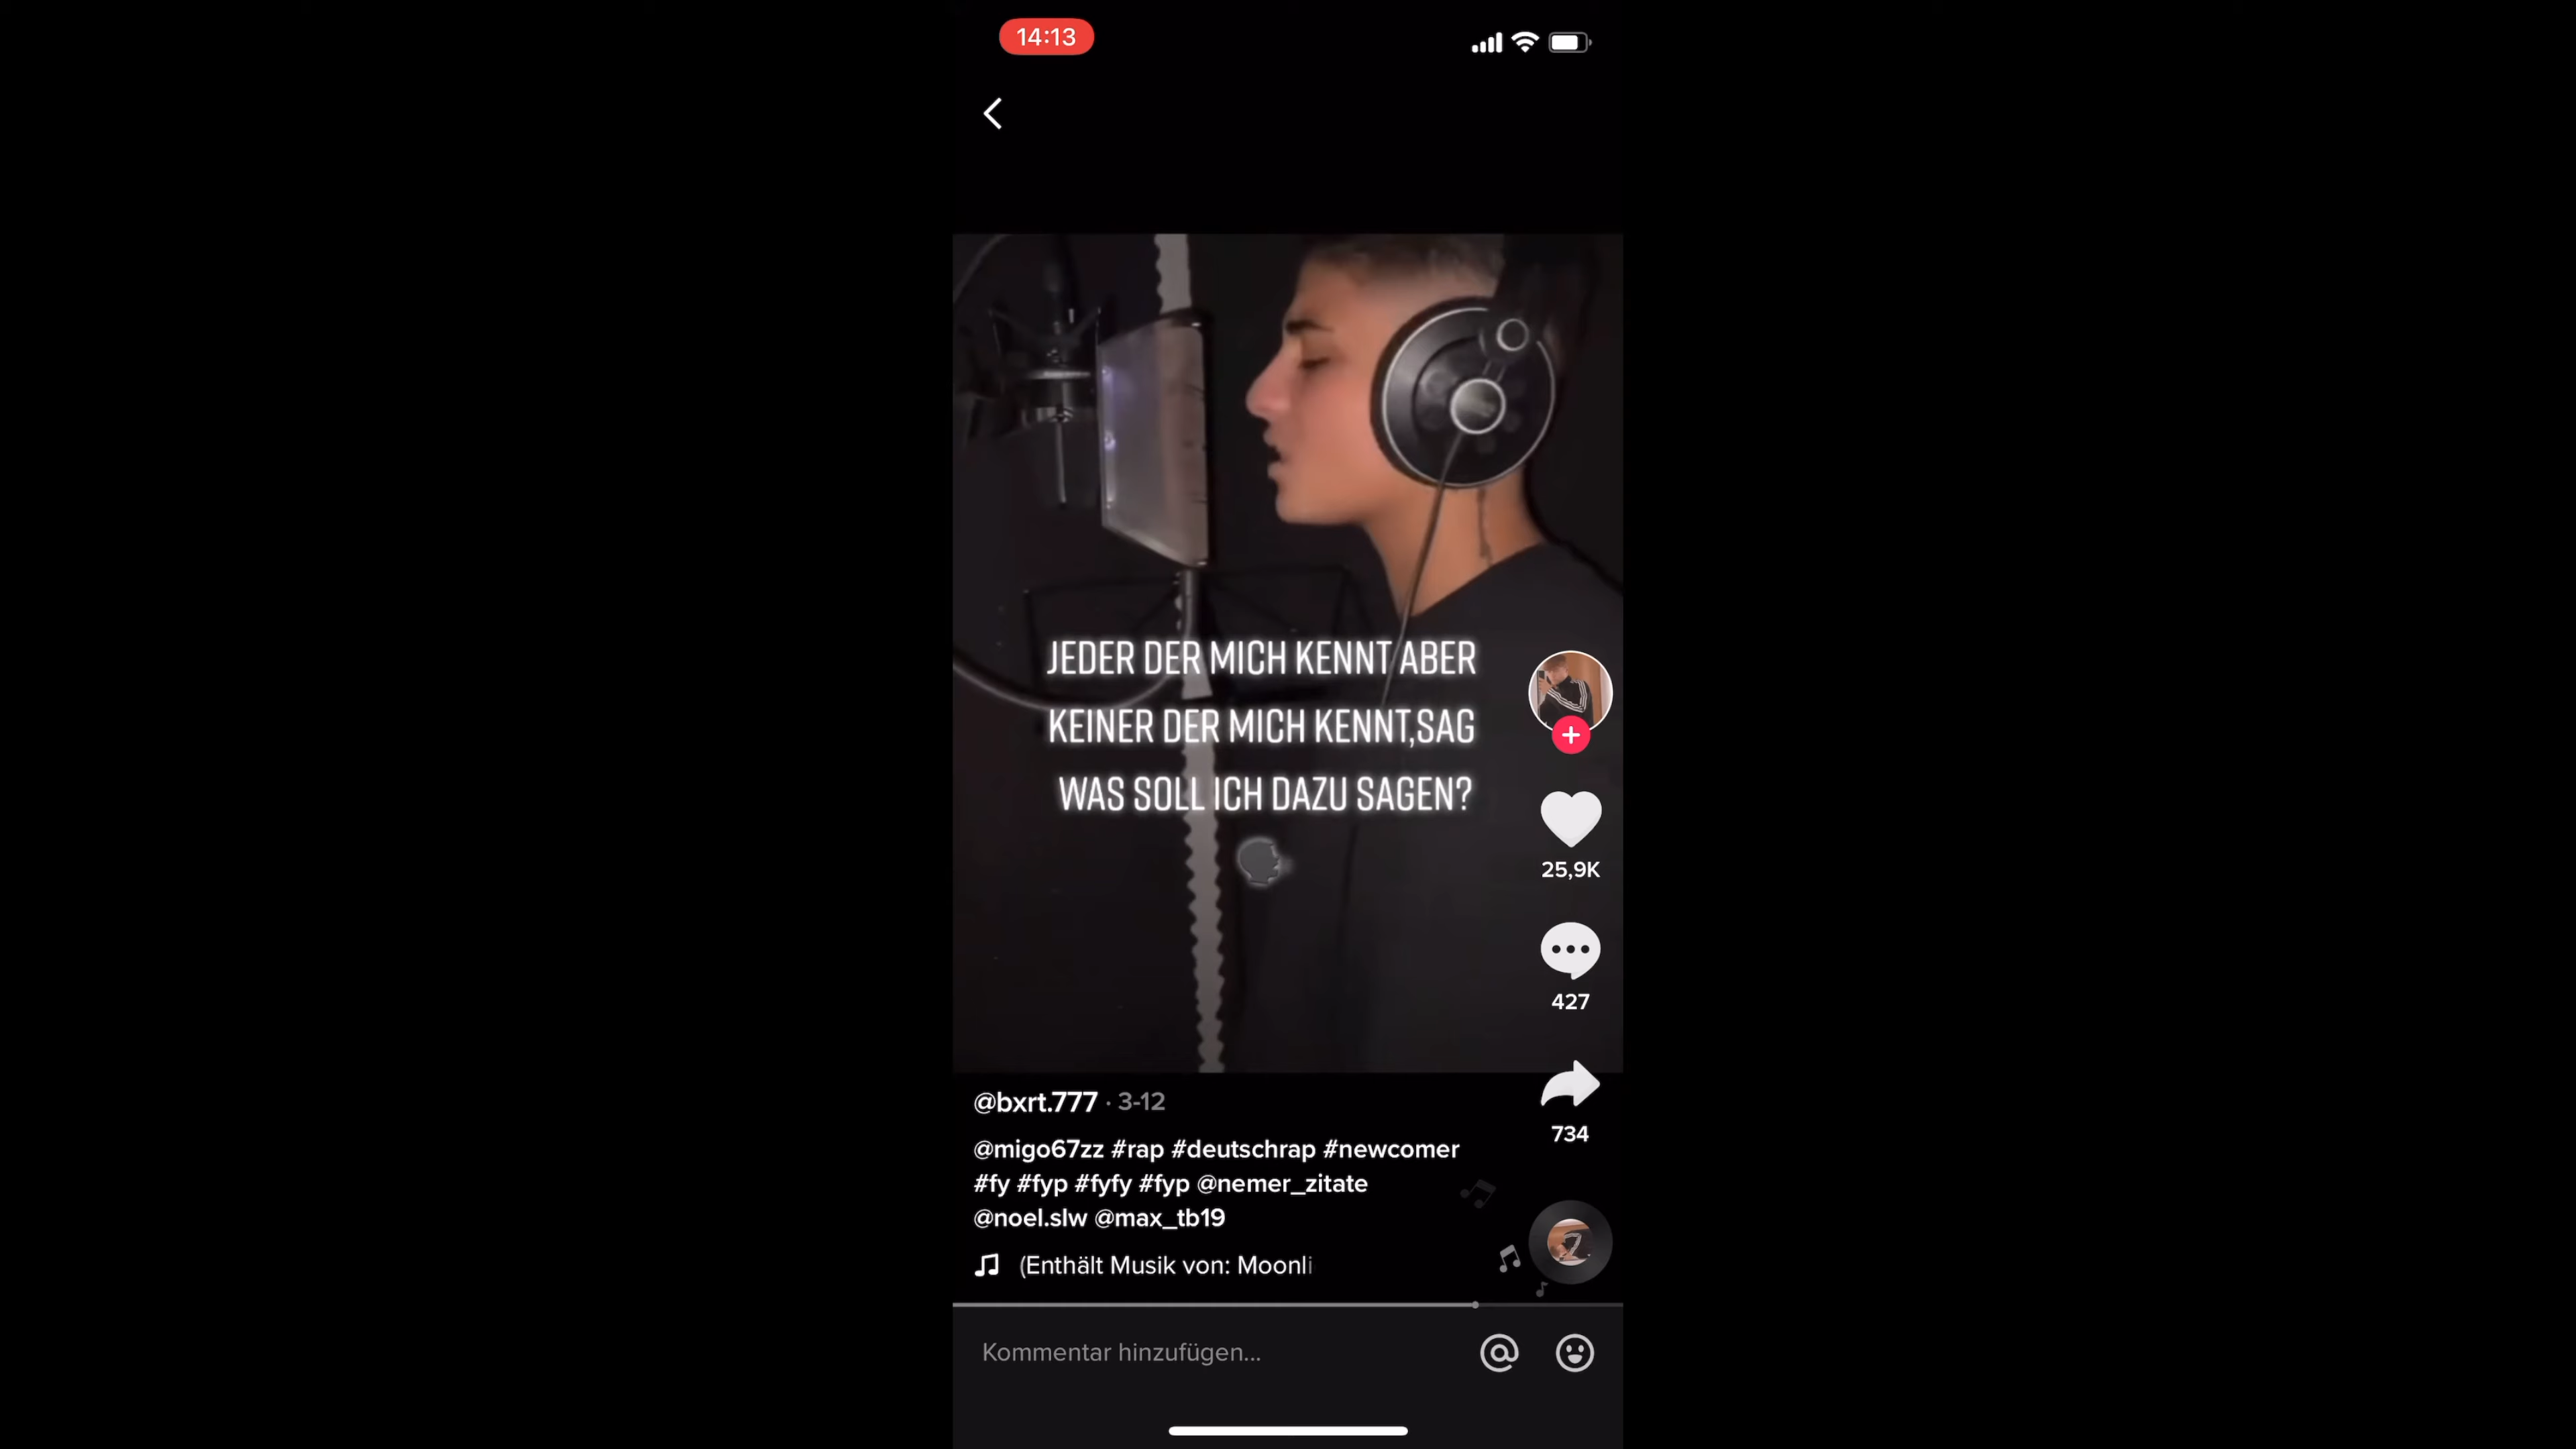 14:13
JEDER DER MICH KENNT ABER
KEINER DER MICH KENNT,SAG
WAS SOLL ICH DAZU SAGEN?
25,9K
427
734
@bxrt.777 · 3-12
@migo67zz #rap #deutschrap #newcomer
#fy #fyp #fyfy #fyp @nemer_zitate
@noel.slw @max_tb19
(Enthält Musik von: Moonli
Kommentar hinzufügen...